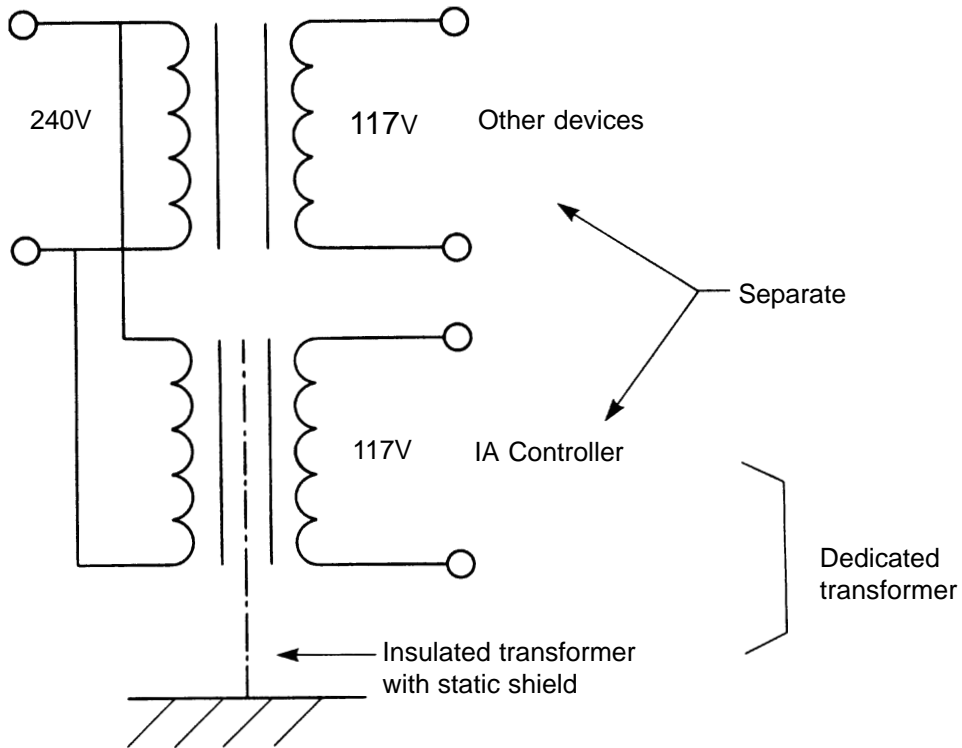 240V
117V
Other devices
Separate
117V
IA Controller
Dedicated
transformer
Insulated transformer
with static shield